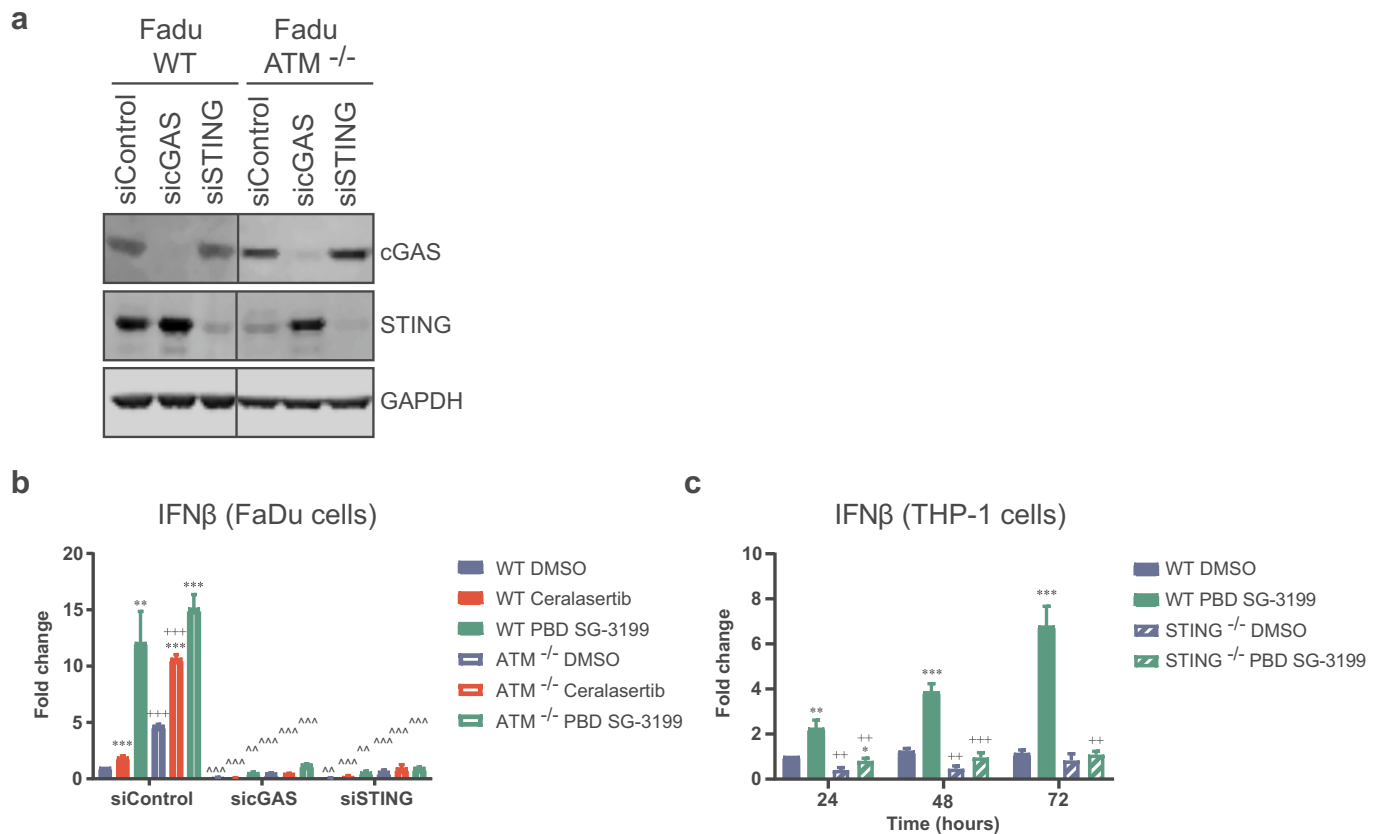 a
Fadu
WT
Fadu
ATM -/-
siControl
sicGAS
siSTING
siControl
sicGAS
siSTING
cGAS
STING
GAPDH
b
IFNβ (FaDu cells)
Fold change
20
15
10
5
0
***
**
+++
+++
***
***
^^^
^^^
^^
^^^
^^^
^^^
^^
^^^
^^
^^^
^^^
^^^
siControl
sicGAS
siSTING
WT DMSO
WT Ceralasertib
WT PBD SG-3199
ATM -/- DMSO
ATM -/- Ceralasertib
ATM -/- PBD SG-3199
c
IFNβ (THP-1 cells)
Fold change
10
8
6
4
2
0
**
++
++
*
***
++
+++
***
++
24
48
72
Time (hours)
WT DMSO
WT PBD SG-3199
STING -/- DMSO
STING -/- PBD SG-3199